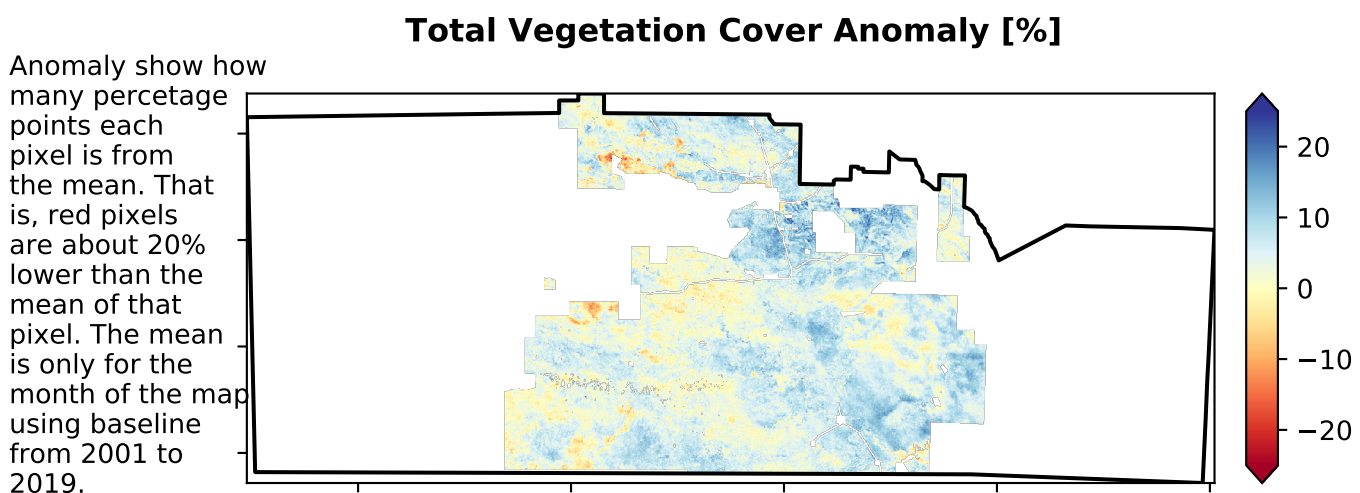 Total Vegetation Cover Anomaly [%]
Anomaly show how
many percetage
points each
pixel is from
the mean. That
is, red pixels
are about 20%
lower than the
mean of that
pixel. The mean
is only for the
month of the map
using baseline
from 2001 to
2019.
20
10
0
−10
−20